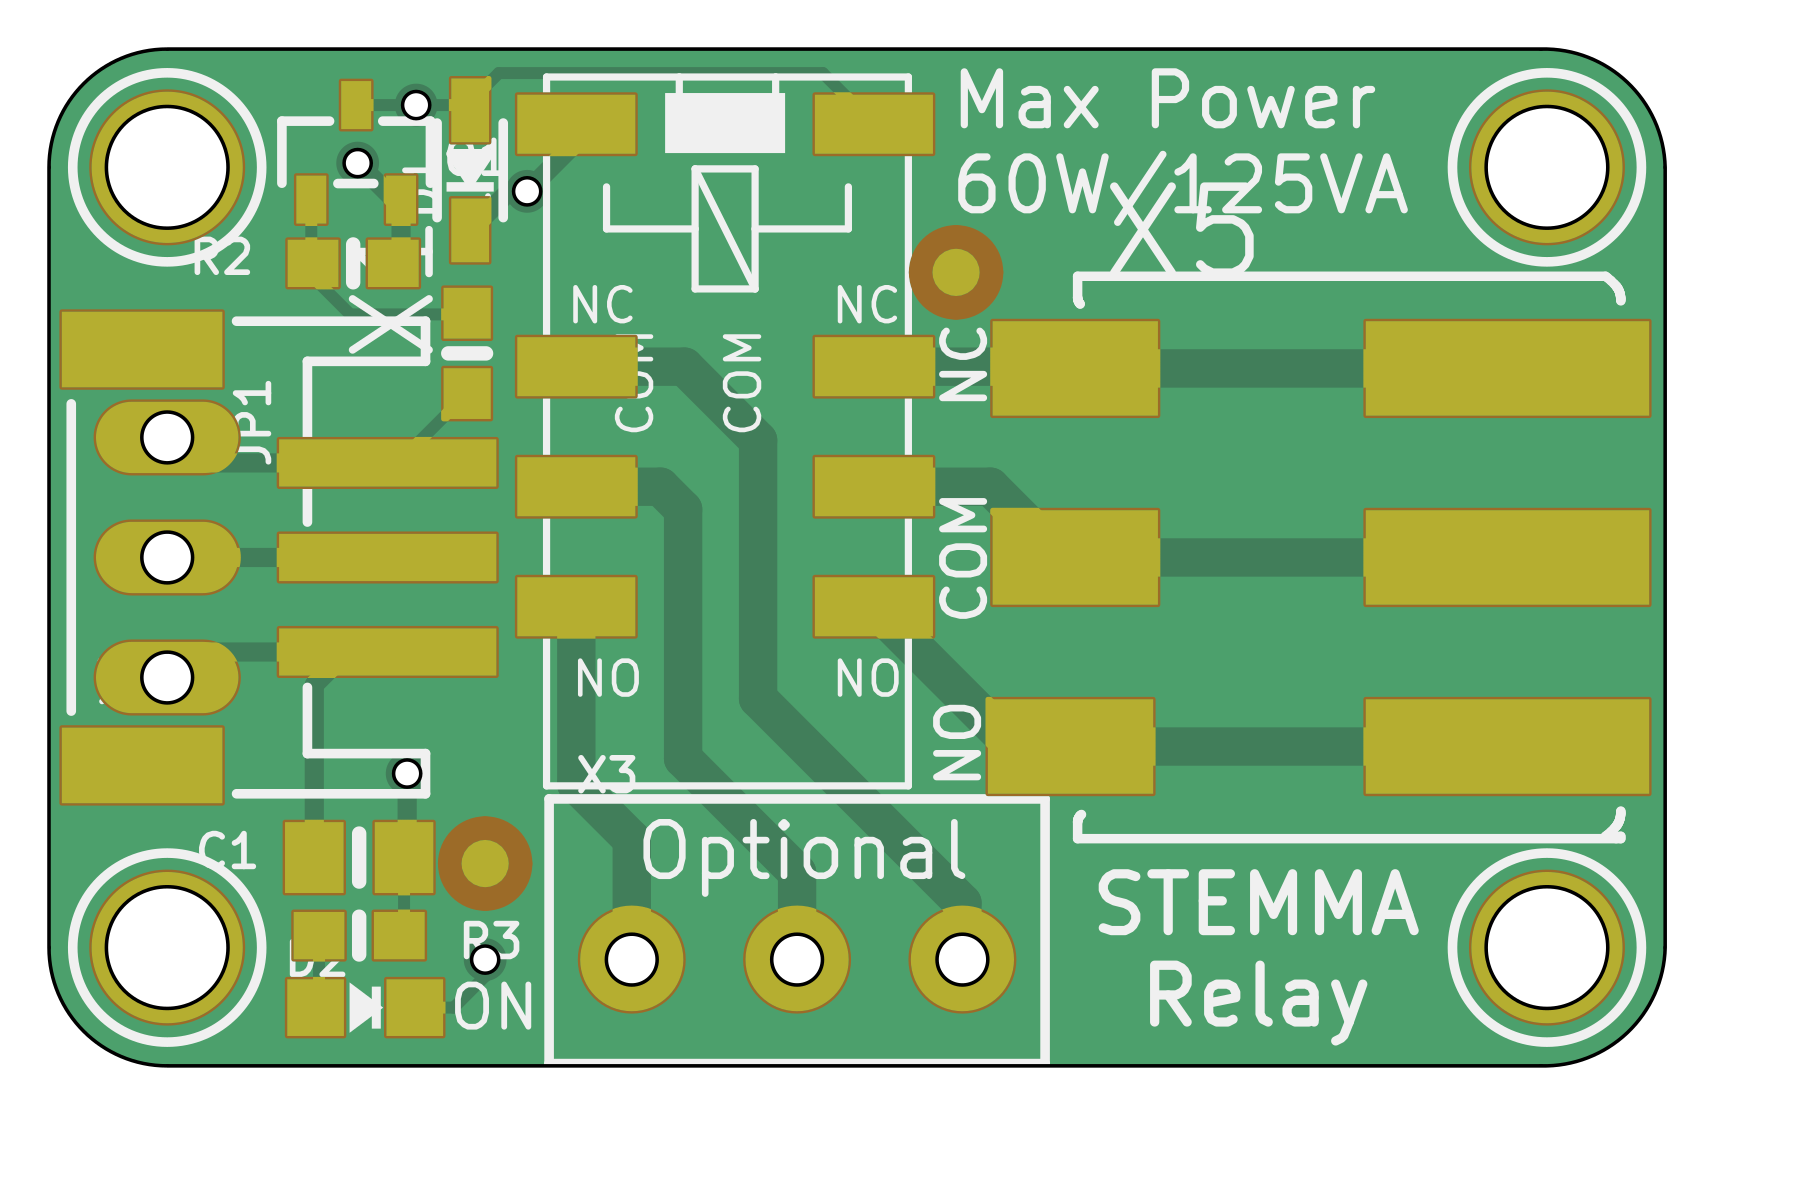 Max Power
60W/125VA
X5
R2
NC
NC
COM
COM
NC
JP1
COM
NO
NO
NO
X3
Optional
C1
STEMMA
R3
D2
Relay
ON